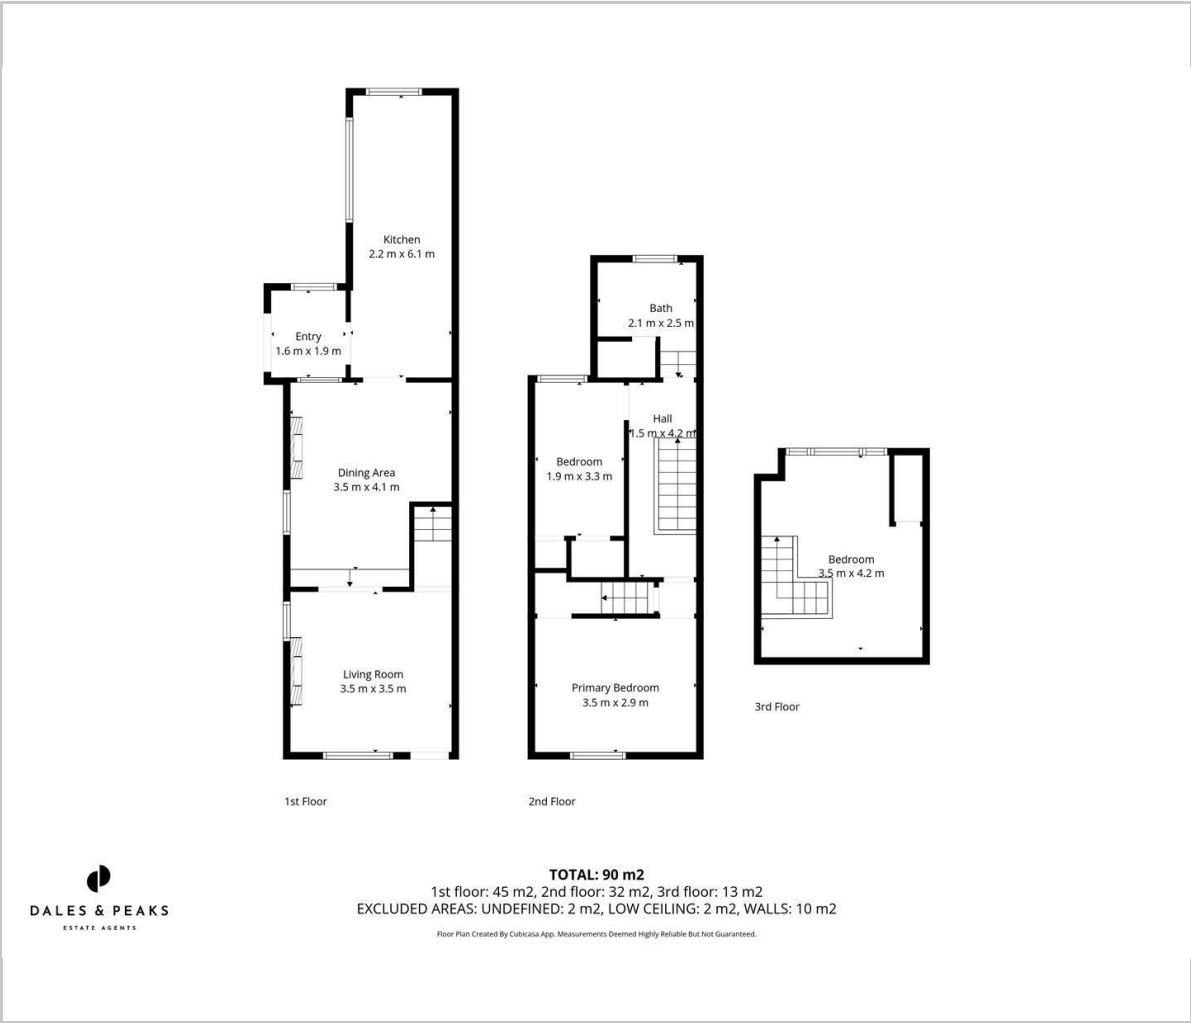 Kitchen
2.2 m x 6.1 m
Entry
1.6 m x 1.9 m
Dining Area
3.5 m x 4.1 m
Living Room
3.5 m x 3.5 m
1st Floor
Bath
2.1 m x 2.5 m
Hall
1.5 m x 4.2 m
Bedroom
1.9 m x 3.3 m
Primary Bedroom
3.5 m x 2.9 m
2nd Floor
Bedroom
3.5 m x 4.2 m
3rd Floor
DALES & PEAKS
ESTATE AGENTS
TOTAL: 90 m2
1st floor: 45 m2, 2nd floor: 32 m2, 3rd floor: 13 m2
EXCLUDED AREAS: UNDEFINED: 2 m2, LOW CEILING: 2 m2, WALLS: 10 m2
Floor Plan Created By Cubicasa App. Measurements Deemed Highly Reliable But Not Guaranteed.